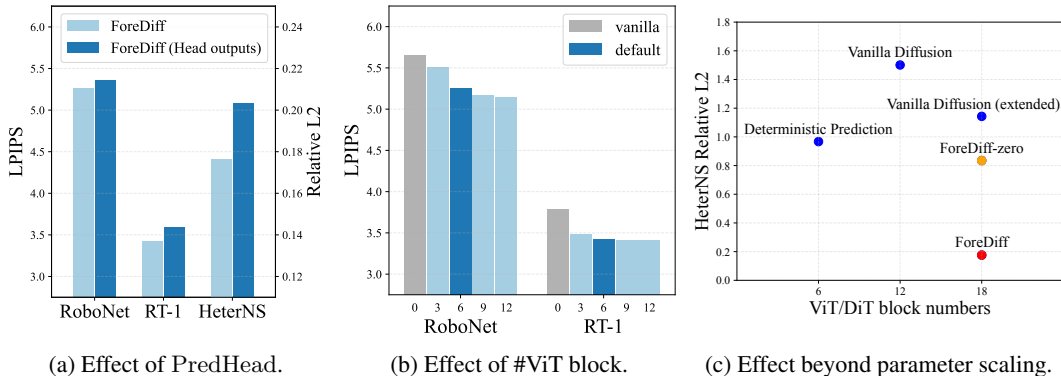 ForeDiff
ForeDiff (Head outputs)
LPIPS
6.0
5.5
5.0
4.5
4.0
3.5
3.0
Relative L2
0.24
0.22
0.20
0.18
0.16
0.14
0.12
RoboNet RT-1 HeterNS
(a) Effect of PredHead.
vanilla
default
LPIPS
6.0
5.5
5.0
4.5
4.0
3.5
3.0
0 3 6 9 12 0 3 6 9 12
RoboNet RT-1
(b) Effect of #ViT block.
HeterNS Relative L2
1.8
1.6
1.4
1.2
1.0
0.8
0.6
0.4
0.2
0.0
Vanilla Diffusion
Vanilla Diffusion (extended)
Deterministic Prediction
ForeDiff-zero
ForeDiff
6 12 18
ViT/DiT block numbers
(c) Effect beyond parameter scaling.